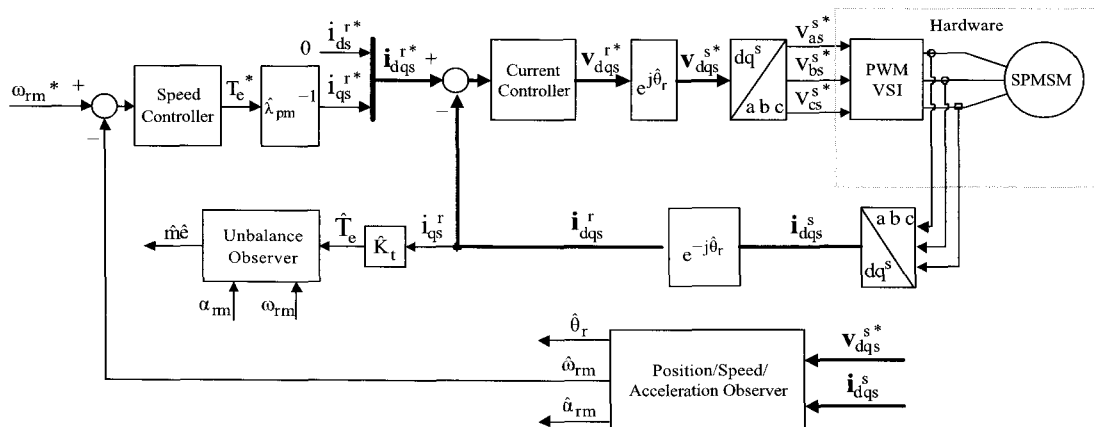 Hardware
0 i_ds^r*
i_qs^r*
i_dqs^r* +
v_dqs^r*
v_dqs^s*
v_as^s*
v_bs^s*
v_cs^s*
ω_rm* +
−
Speed
Controller
T_e*
λ̂_pm^−1
−
Current
Controller
e^jθ̂_r
dq^s
a b c
PWM
VSI
SPMSM
m̂ê
Unbalance
Observer
T̂_e
K̂_t
i_qs^r
i_dqs^r
e^−jθ̂_r
i_dqs^s
a b c
dq^s
α_rm
ω_rm
θ̂_r
ω̂_rm
α̂_rm
Position/Speed/
Acceleration Observer
v_dqs^s*
i_dqs^s